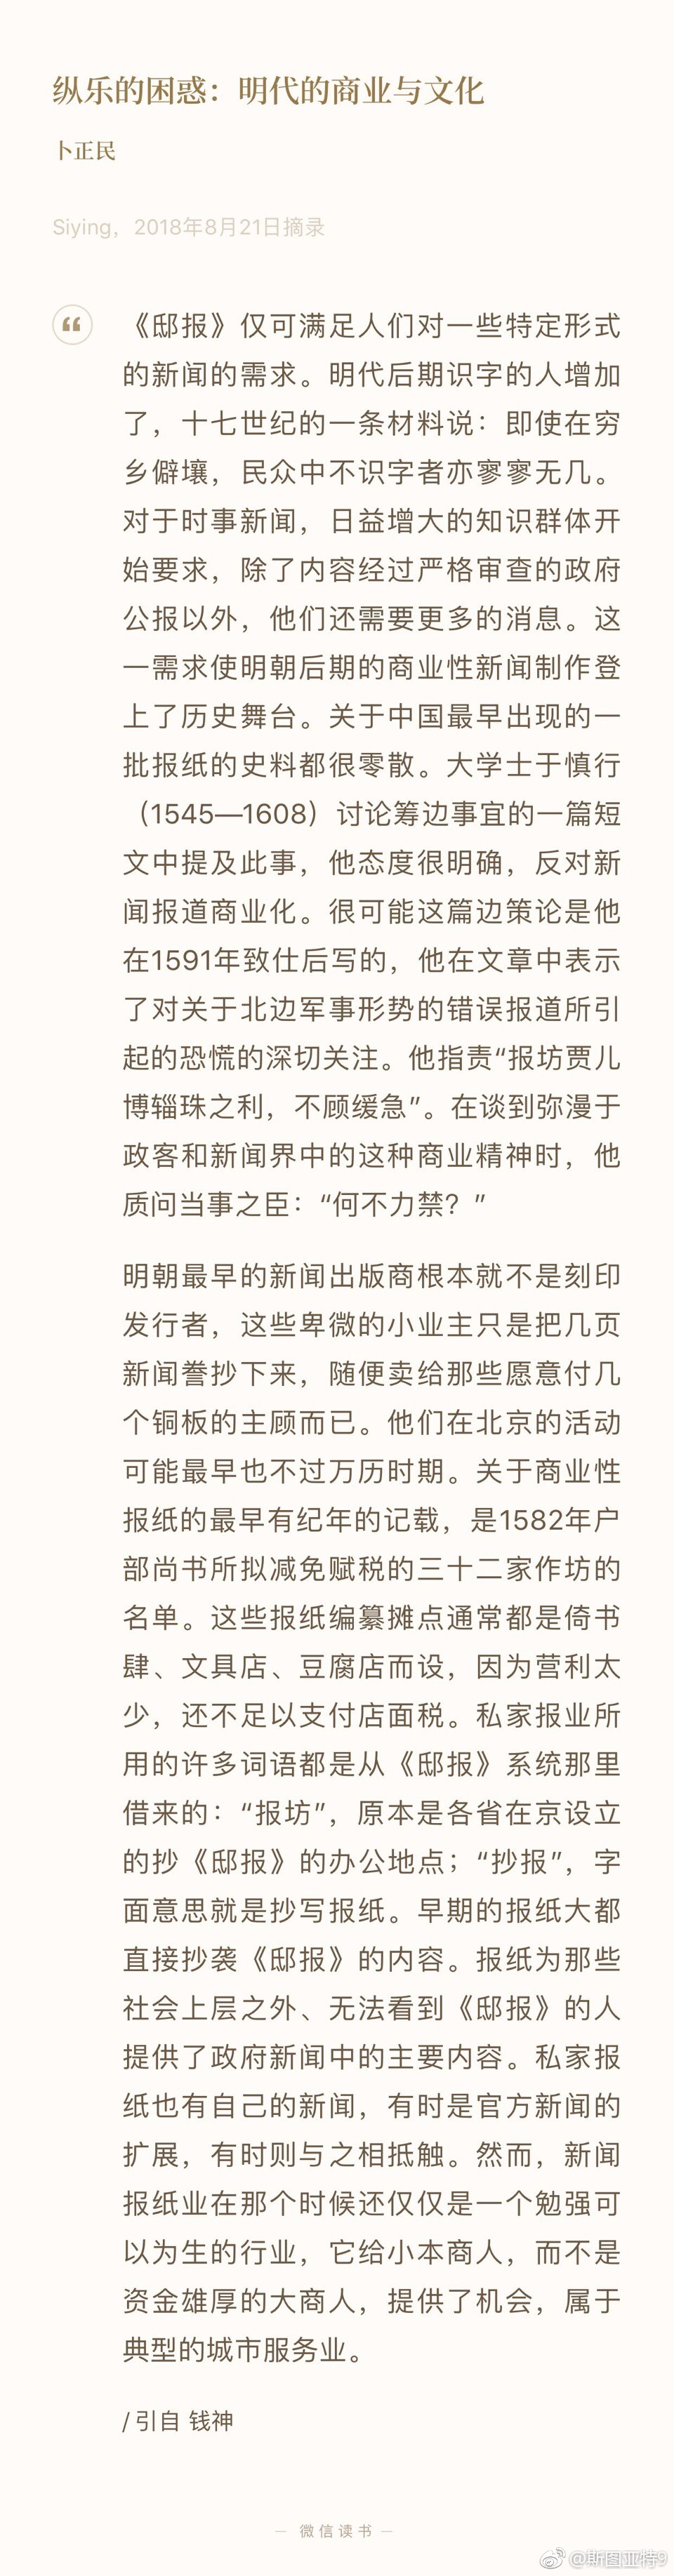 纵乐的困惑：明代的商业与文化
卜正民
Siying，2018年8月21日摘录
《邸报》仅可满足人们对一些特定形式
的新闻的需求。明代后期识字的人增加
了，十七世纪的一条材料说：即使在穷
乡僻壤，民众中不识字者亦寥寥无几。
对于时事新闻，日益增大的知识群体开
始要求，除了内容经过严格审查的政府
公报以外，他们还需要更多的消息。这
一需求使明朝后期的商业性新闻制作登
上了历史舞台。关于中国最早出现的一
批报纸的史料都很零散。大学士于慎行
（1545—1608）讨论筹边事宜的一篇短
文中提及此事，他态度很明确，反对新
闻报道商业化。很可能这篇边策论是他
在1591年致仕后写的，他在文章中表示
了对关于北边军事形势的错误报道所引
起的恐慌的深切关注。他指责“报坊贾儿
博锱珠之利，不顾缓急”。在谈到弥漫于
政客和新闻界中的这种商业精神时，他
质问当事之臣：“何不力禁？”
明朝最早的新闻出版商根本就不是刻印
发行者，这些卑微的小业主只是把几页
新闻誊抄下来，随便卖给那些愿意付几
个铜板的主顾而已。他们在北京的活动
可能最早也不过万历时期。关于商业性
报纸的最早有纪年的记载，是1582年户
部尚书所拟减免赋税的三十二家作坊的
名单。这些报纸编纂摊点通常都是倚书
肆、文具店、豆腐店而设，因为营利太
少，还不足以支付店面税。私家报业所
用的许多词语都是从《邸报》系统那里
借来的：“报坊”，原本是各省在京设立
的抄《邸报》的办公地点；“抄报”，字
面意思就是抄写报纸。早期的报纸大都
直接抄袭《邸报》的内容。报纸为那些
社会上层之外、无法看到《邸报》的人
提供了政府新闻中的主要内容。私家报
纸也有自己的新闻，有时是官方新闻的
扩展，有时则与之相抵触。然而，新闻
报纸业在那个时候还仅仅是一个勉强可
以为生的行业，它给小本商人，而不是
资金雄厚的大商人，提供了机会，属于
典型的城市服务业。
/ 引自 钱神
— 微信读书 —
@斯图亚特9